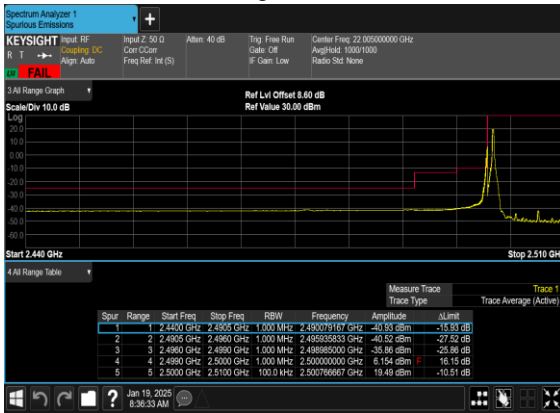 Spectrum Analyzer 1
Spurious Emissions
+
KEYSIGHT Input: RF Input Z: 50 Ω Atten: 40 dB Trig: Free Run Center Freq: 22.005000000 GHz
R T Coupling: DC Corr CCorr Gate: Off Avg|Hold: 1000/1000
Align: Auto Freq Ref: Int (S) IF Gain: Low Radio Std: None
FAIL
3 All Range Graph
Scale/Div 10.0 dB
Ref Lvl Offset 8.60 dB
Ref Value 30.00 dBm
Log
20.0
10.0
0.00
-10.0
-20.0
-30.0
-40.0
-50.0
-60.0
Start 2.440 GHz Stop 2.510 GH
4 All Range Table
Measure Trace Trace 1
Trace Type Trace Average (Active)
Spur Range Start Freq Stop Freq RBW Frequency Amplitude ΔLimit
1 1 2.4400 GHz 2.4905 GHz 1.000 MHz 2.490079167 GHz -40.93 dBm -15.93 dB
2 2 2.4905 GHz 2.4960 GHz 1.000 MHz 2.495935833 GHz -40.52 dBm -27.52 dB
3 3 2.4960 GHz 2.4990 GHz 1.000 MHz 2.498985000 GHz -35.86 dBm -25.86 dB
4 4 2.4990 GHz 2.5000 GHz 1.000 MHz 2.500000000 GHz 6.154 dBm F 16.15 dB
5 5 2.5000 GHz 2.5100 GHz 100.0 kHz 2.500766667 GHz 19.49 dBm -10.51 dB
?
Jan 19, 2025
8:36:33 AM